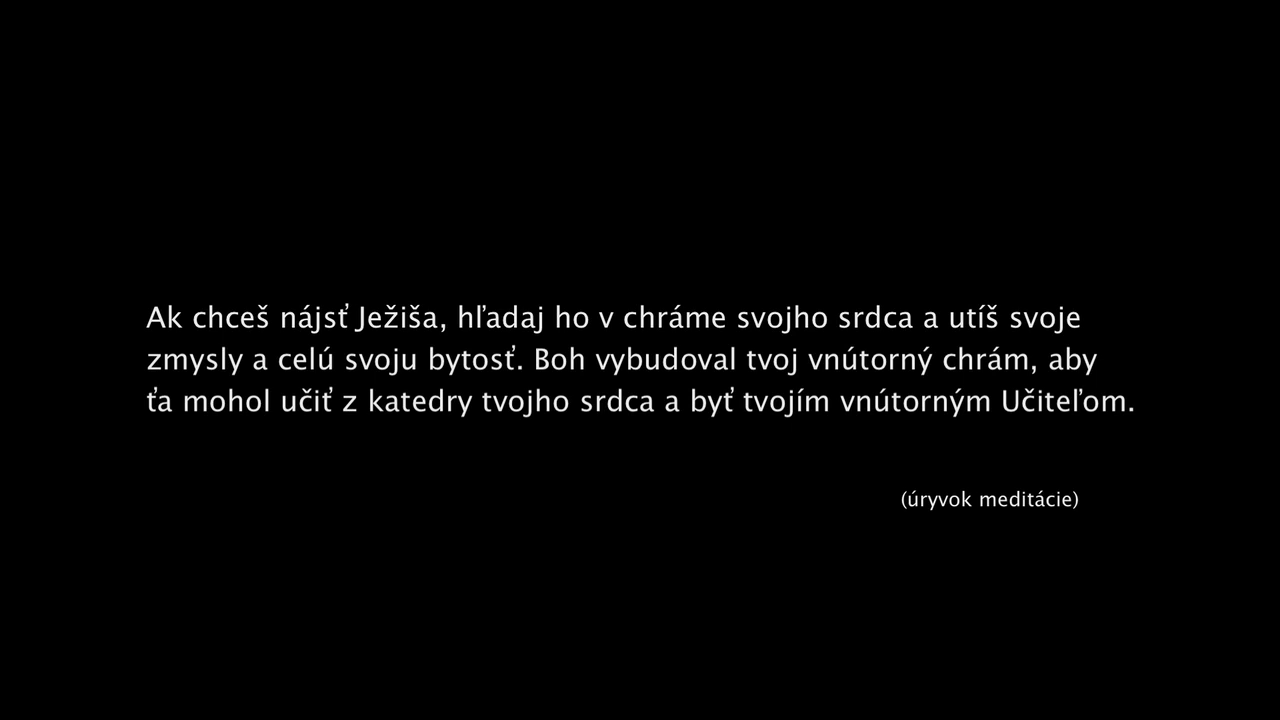 Ak chceš nájsť Ježiša, hľadaj ho v chráme svojho srdca a utíš svoje
zmysly a celú svoju bytosť. Boh vybudoval tvoj vnútorný chrám, aby
ťa mohol učiť z katedry tvojho srdca a byť tvojím vnútorným Učiteľom.
(úryvok meditácie)